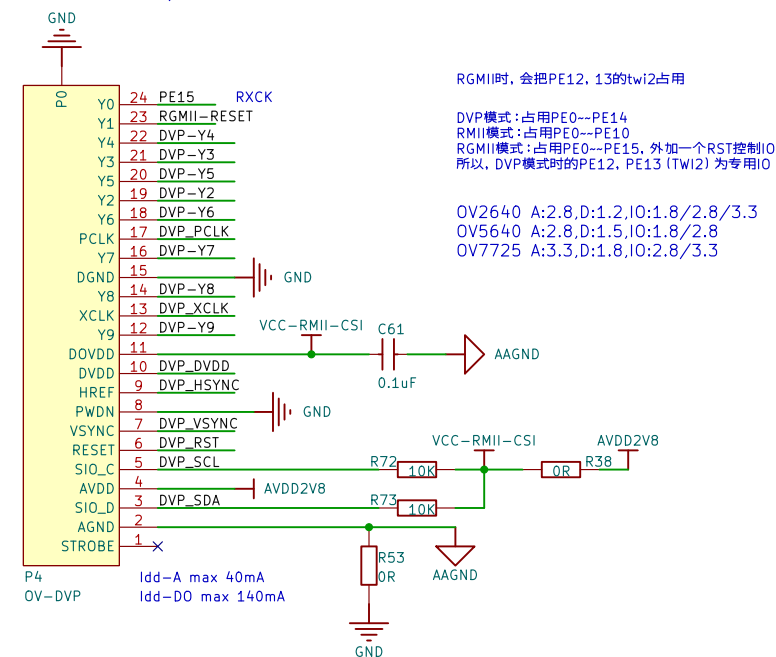 GND
P0
Y0 24 PE15 RXCK
Y1 23 RGMII-RESET
Y4 22 DVP-Y4
Y3 21 DVP-Y3
Y5 20 DVP-Y5
Y2 19 DVP-Y2
Y6 18 DVP-Y6
PCLK 17 DVP_PCLK
Y7 16 DVP-Y7
DGND 15 GND
Y8 14 DVP-Y8
XCLK 13 DVP_XCLK
Y9 12 DVP-Y9
VCC-RMII-CSI C61
DOVDD 11 AAGND
0.1uF
DVDD 10 DVP_DVDD
HREF 9 DVP_HSYNC
PWDN 8 GND
VSYNC 7 DVP_VSYNC
RESET 6 DVP_RST
VCC-RMII-CSI AVDD2V8
SIO_C 5 DVP_SCL R72 10K 0R R38
AVDD 4 AVDD2V8
SIO_D 3 DVP_SDA R73 10K
AGND 2
STROBE 1
R53
0R
AAGND
GND
P4
OV-DVP
Idd-A max 40mA
Idd-DO max 140mA
RGMII时, 会把PE12, 13的twi2占用
DVP模式:占用PE0~~PE14
RMII模式:占用PE0~~PE10
RGMII模式:占用PE0~~PE15, 外加一个RST控制IO
所以, DVP模式时的PE12, PE13 (TWI2) 为专用IO
OV2640 A:2.8,D:1.2,IO:1.8/2.8/3.3
OV5640 A:2.8,D:1.5,IO:1.8/2.8
OV7725 A:3.3,D:1.8,IO:2.8/3.3